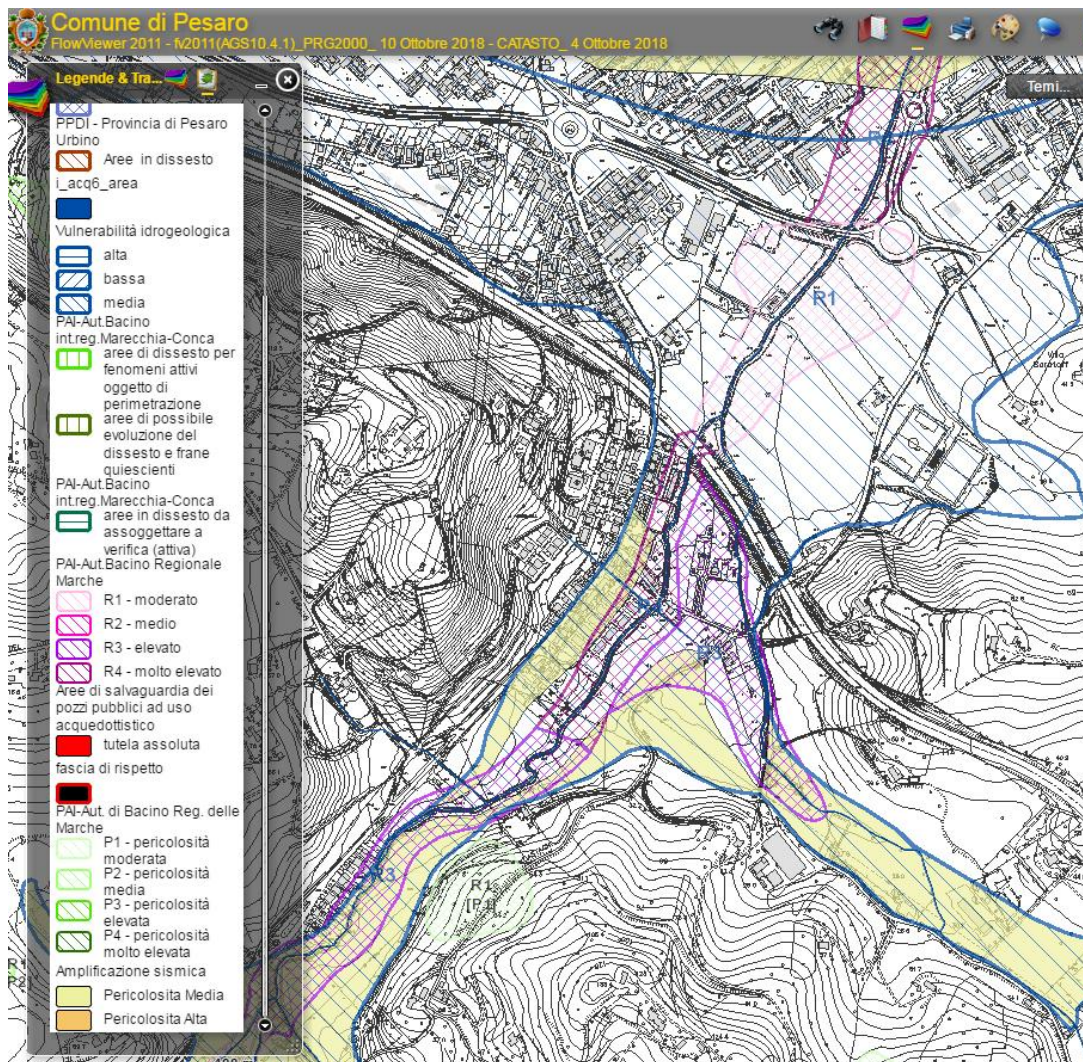 Comune di Pesaro
FlowViewer 2011 - fv2011(AGS10.4.1)_PRG2000_ 10 Ottobre 2018 - CATASTO_ 4 Ottobre 2018
Legende & Tra...
Temi...
PPDI - Provincia di Pesaro
Urbino
Aree in dissesto
i_acq6_area
Vulnerabilità idrogeologica
alta
bassa
media
PAI-Aut.Bacino
int.reg.Marecchia-Conca
aree di dissesto per
fenomeni attivi
oggetto di
perimetrazione
aree di possibile
evoluzione del
dissesto e frane
quiescienti
PAI-Aut.Bacino
int.reg.Marecchia-Conca
aree in dissesto da
assoggettare a
verifica (attiva)
PAI-Aut.Bacino Regionale
Marche
R1 - moderato
R2 - medio
R3 - elevato
R4 - molto elevato
Aree di salvaguardia dei
pozzi pubblici ad uso
acquedottistico
tutela assoluta
fascia di rispetto
PAI-Aut. di Bacino Reg. delle
Marche
P1 - pericolosità
moderata
P2 - pericolosità
media
P3 - pericolosità
elevata
P4 - pericolosità
molto elevata
Amplificazione sismica
Pericolosita Media
Pericolosita Alta
R1
Villa
R3
R1
[P1]